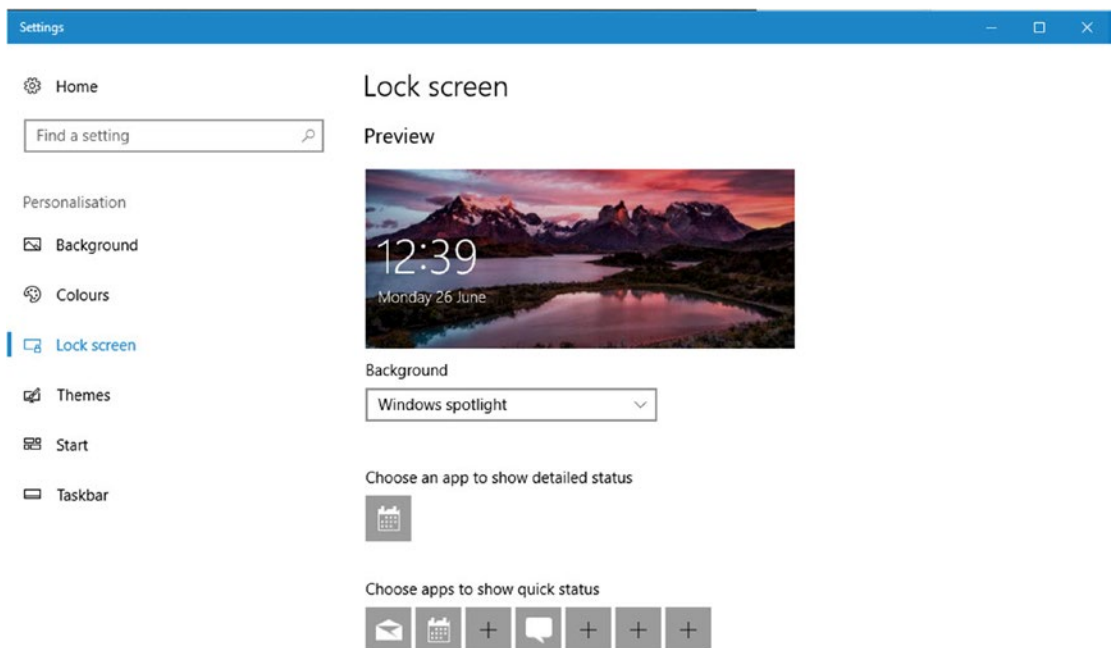 Settings
Home
Find a setting
Personalisation
Background
Colours
Lock screen
Themes
Start
Taskbar
Lock screen
Preview
12:39
Monday 26 June
Background
Windows spotlight
Choose an app to show detailed status
Choose apps to show quick status